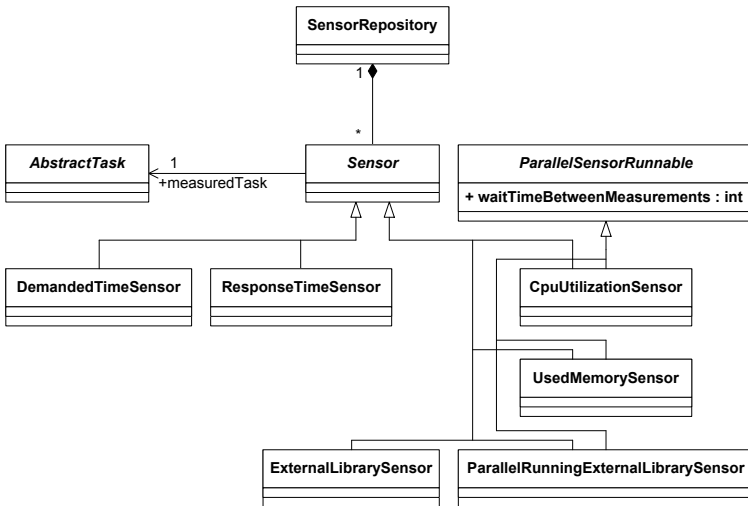 SensorRepository
1
*
AbstractTask
1
+measuredTask
Sensor
ParallelSensorRunnable
+ waitTimeBetweenMeasurements : int
DemandedTimeSensor
ResponseTimeSensor
CpuUtilizationSensor
UsedMemorySensor
ExternalLibrarySensor
ParallelRunningExternalLibrarySensor